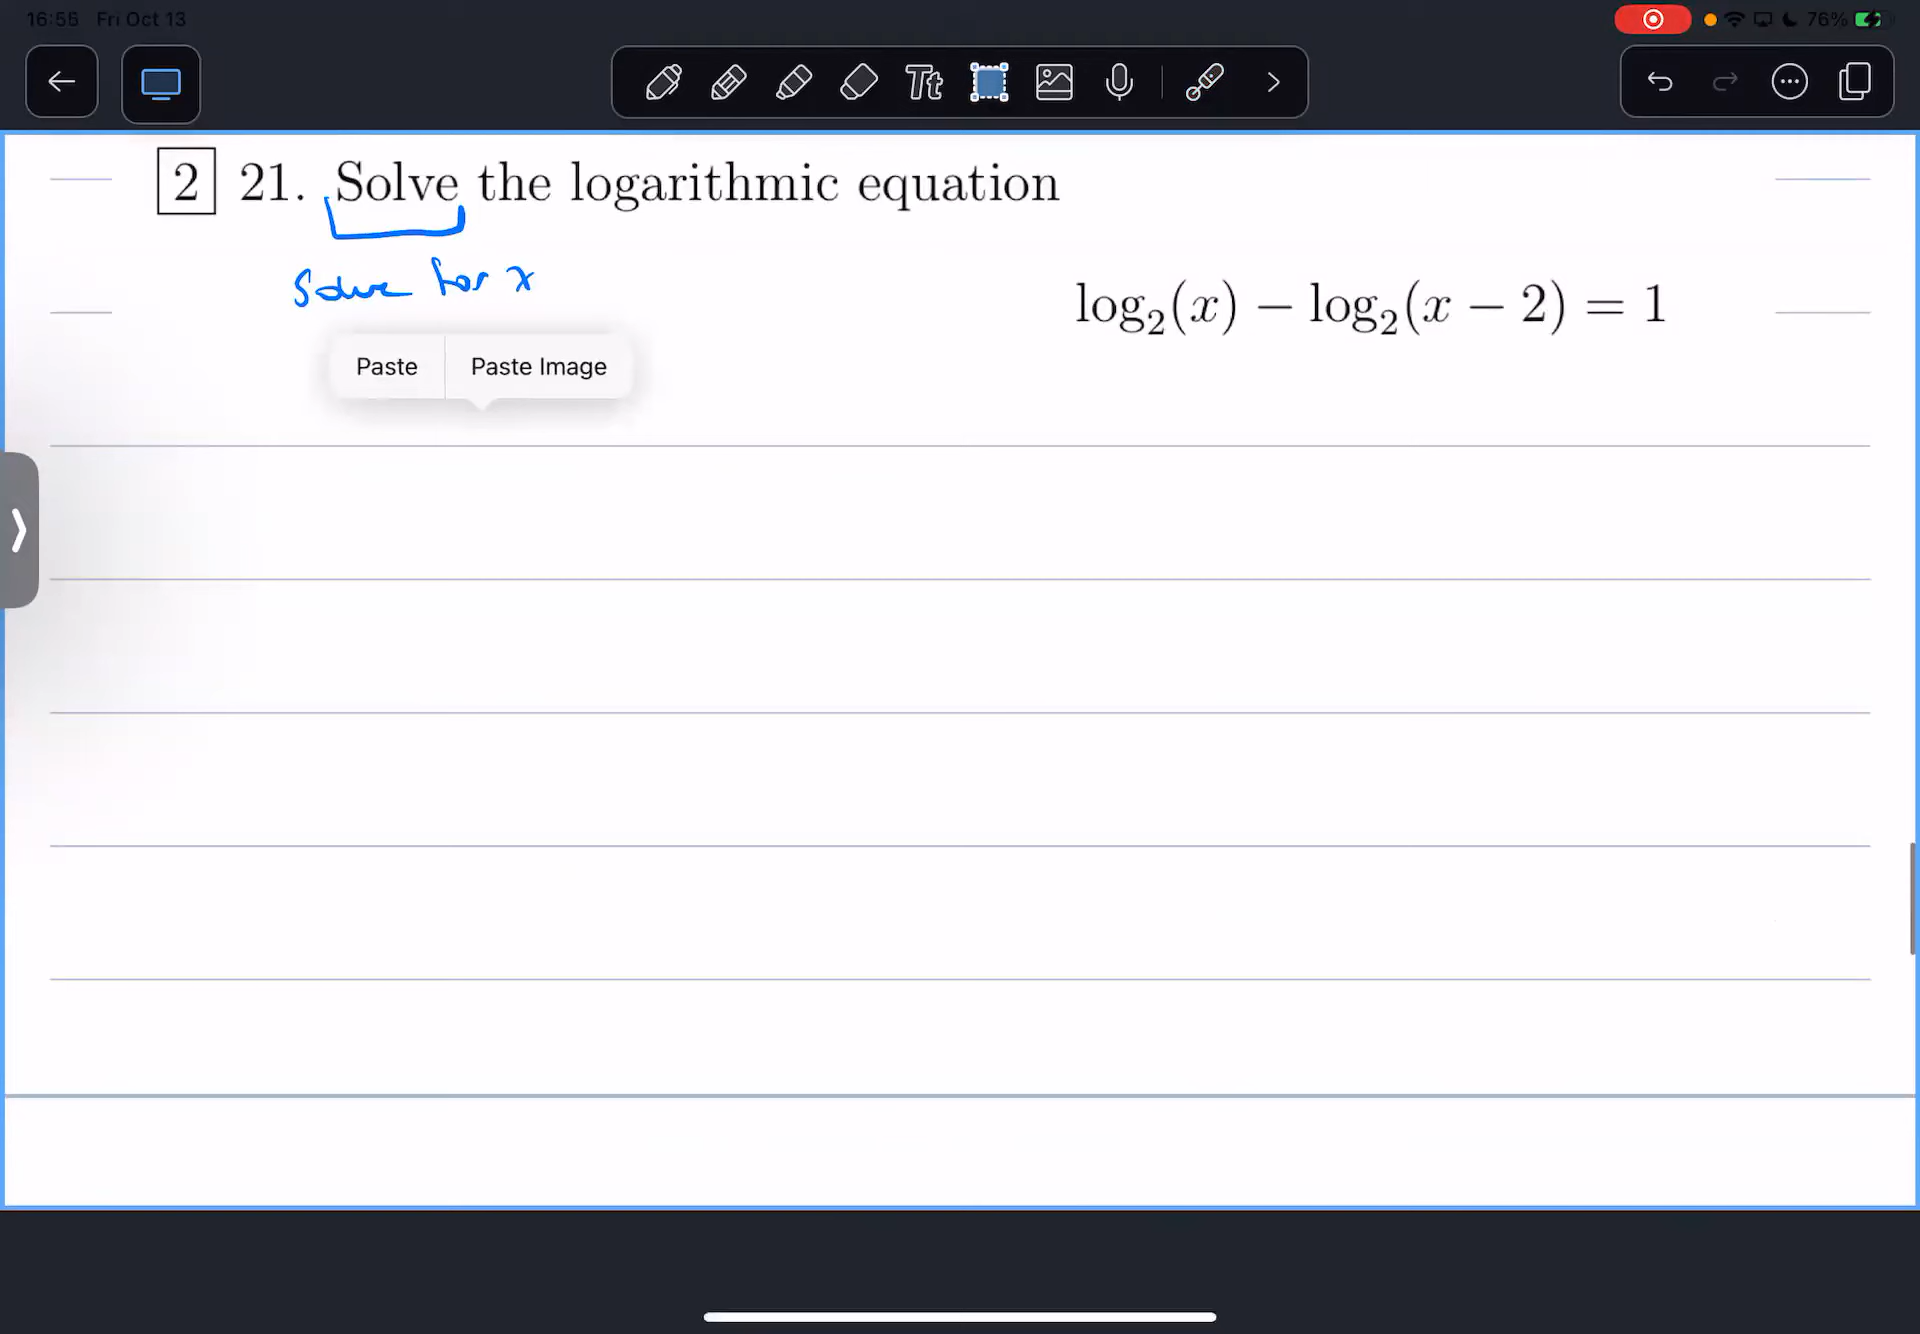 16:56 Fri Oct 13
76%
Tt
2 21. Solve the logarithmic equation
Solve for x
log₂(x) − log₂(x − 2) = 1
Paste Paste Image